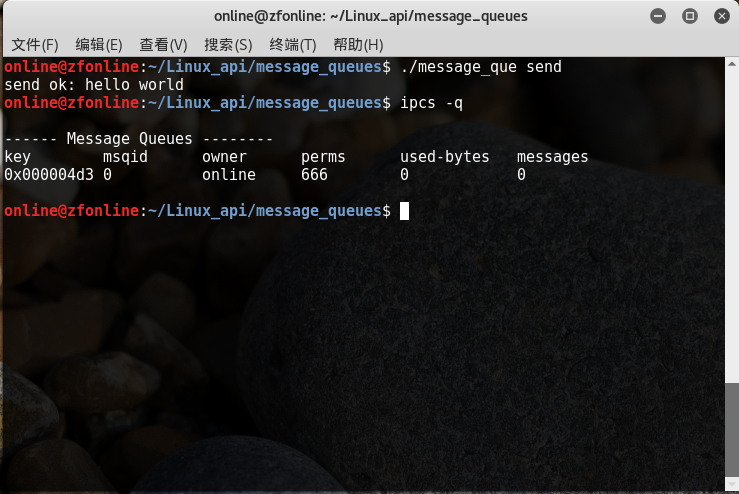 online@zfonline: ~/Linux_api/message_queues
文件(F) 编辑(E) 查看(V) 搜索(S) 终端(T) 帮助(H)
online@zfonline:~/Linux_api/message_queues$ ./message_que send
send ok: hello world
online@zfonline:~/Linux_api/message_queues$ ipcs -q
------ Message Queues --------
key        msqid      owner      perms      used-bytes   messages
0x000004d3 0          online     666        0            0
online@zfonline:~/Linux_api/message_queues$